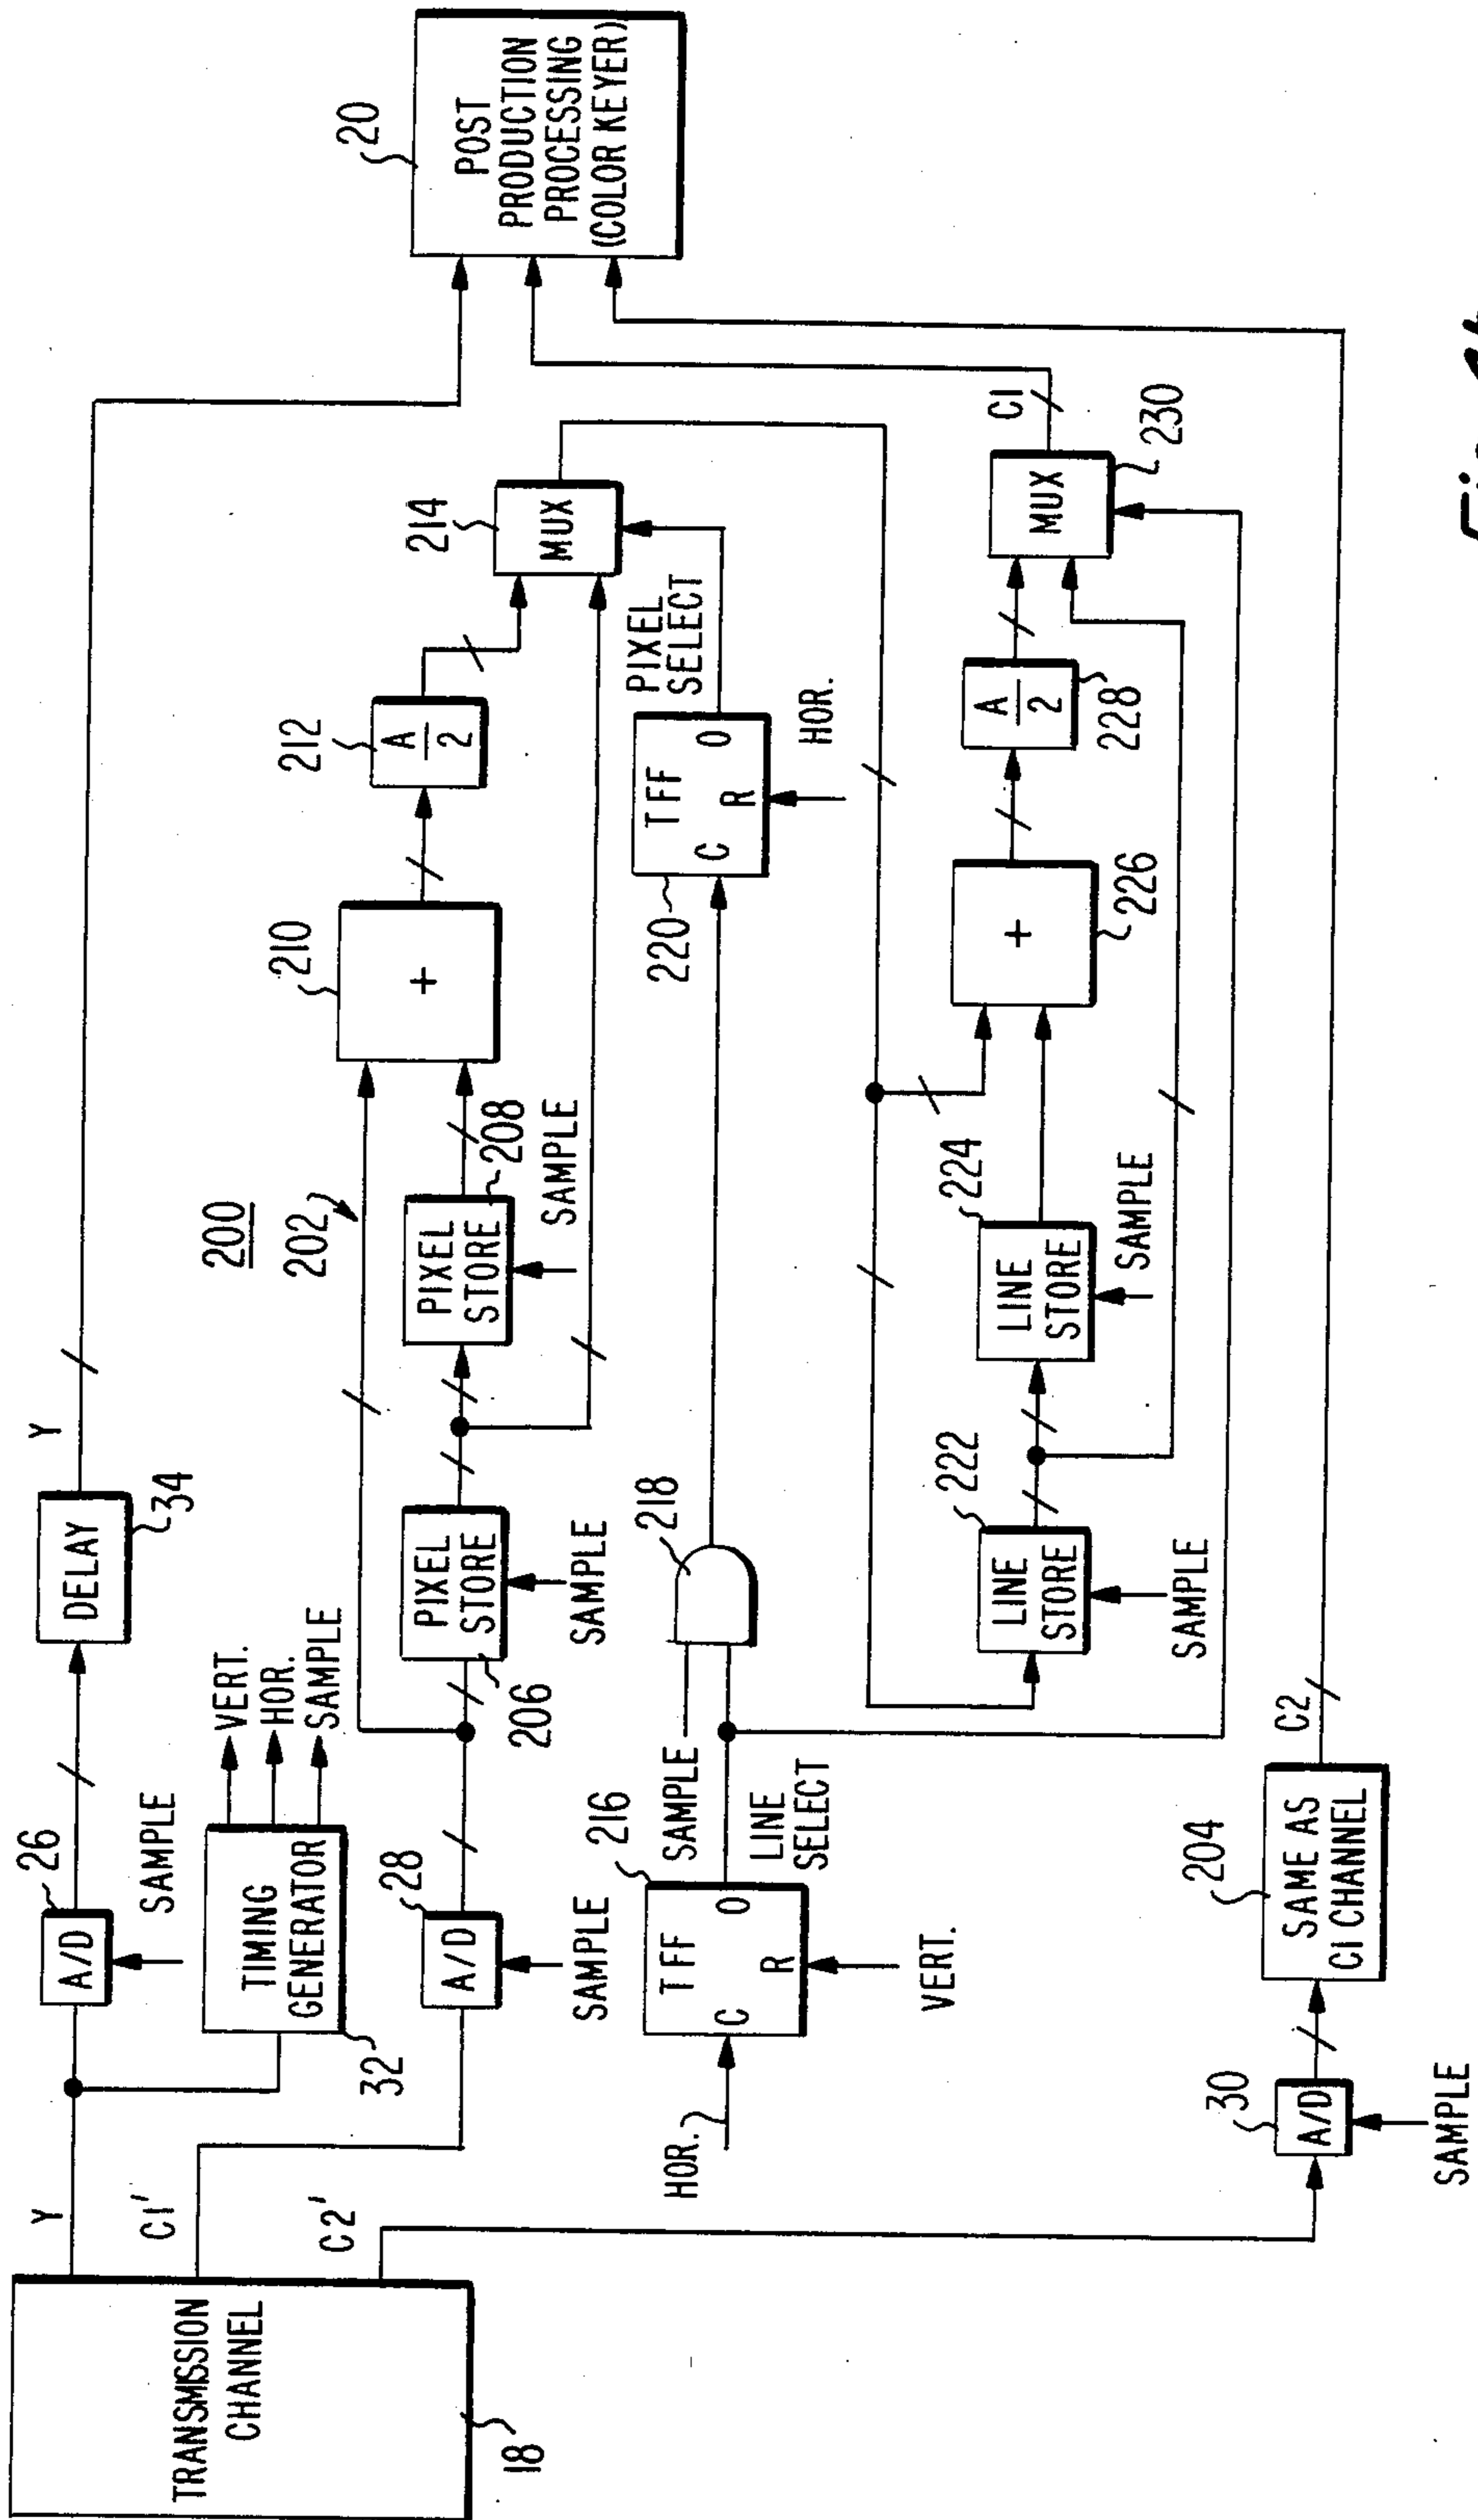 TRANSMISSION
CHANNEL
18
Y
C1'
C2'
26
A/D
SAMPLE
TIMING
GENERATOR
32
VERT.
HOR.
SAMPLE
DELAY
34
Y
28
A/D
SAMPLE
200
202
PIXEL
STORE
206
SAMPLE
PIXEL
STORE
208
SAMPLE
210
+
212
A
2
214
MUX
HOR.
216
TFF
C
O
R
VERT.
LINE
SELECT
SAMPLE
218
220
TFF
C
O
R
HOR.
PIXEL
SELECT
222
LINE
STORE
SAMPLE
224
LINE
STORE
SAMPLE
+
226
A
2
228
MUX
230
C1
30
A/D
SAMPLE
204
SAME AS
C1 CHANNEL
C2
20
POST
PRODUCTION
PROCESSING
(COLOR KEYER)